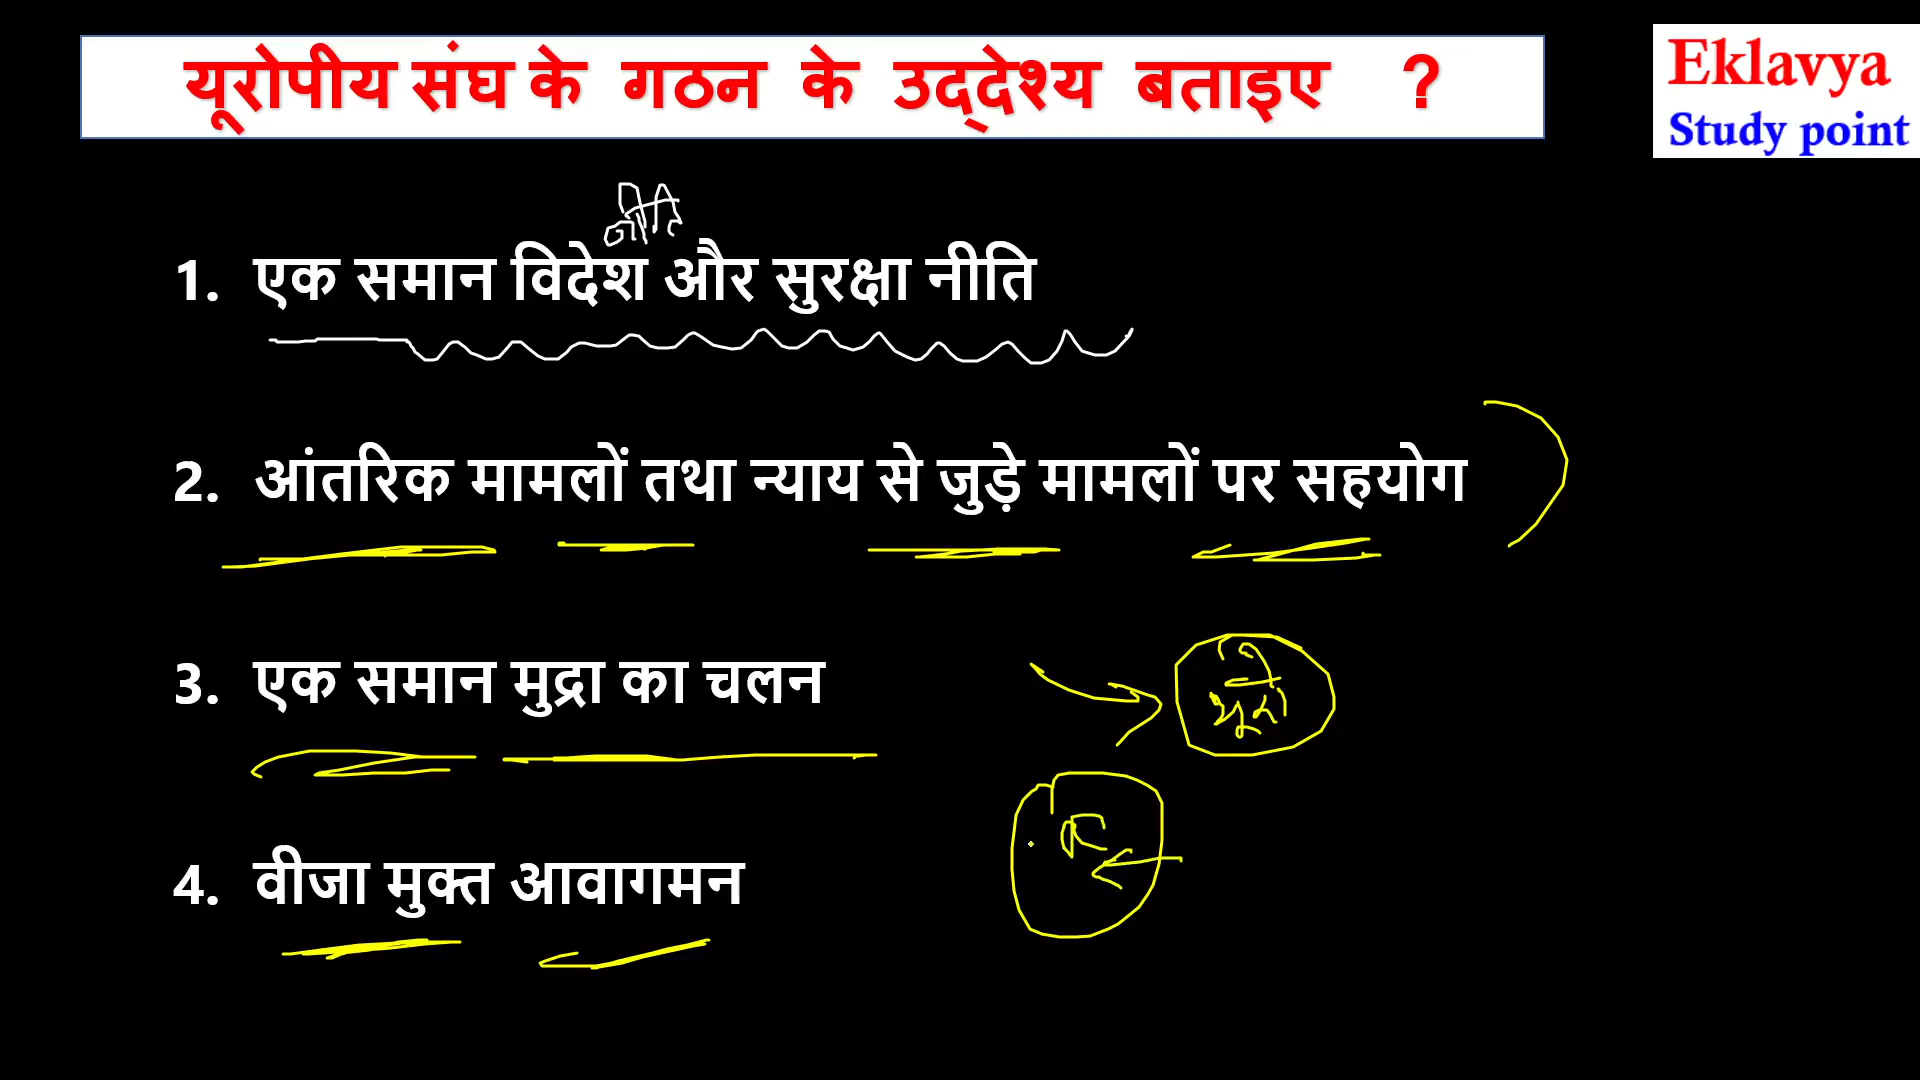 यूरोपीय संघ के गठन के उद्देश्य बताइए ?
Eklavya
Study point
1. एक समान विदेश और सुरक्षा नीति
2. आंतरिक मामलों तथा न्याय से जुड़े मामलों पर सहयोग
3. एक समान मुद्रा का चलन
4. वीजा मुक्त आवागमन